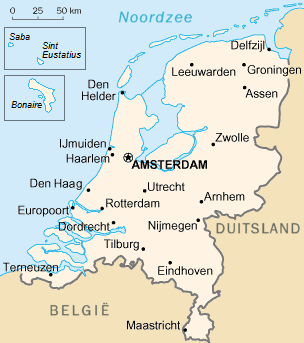 0 25 50 km
Noordzee
Saba
Sint
Eustatius
Bonaire
Delfzijl
Leeuwarden
Groningen
Den
Helder
Assen
Zwolle
IJmuiden
Haarlem
AMSTERDAM
Den Haag
Utrecht
Europoort
Rotterdam
Arnhem
Dordrecht
Nijmegen
DUITSLAND
Tilburg
Terneuzen
Eindhoven
BELGIË
Maastricht